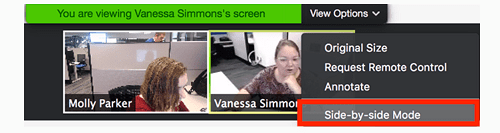 You are viewing Vanessa Simmons's screen
View Options
Original Size
Request Remote Control
Annotate
Side-by-side Mode
Molly Parker
Vanessa Simmo